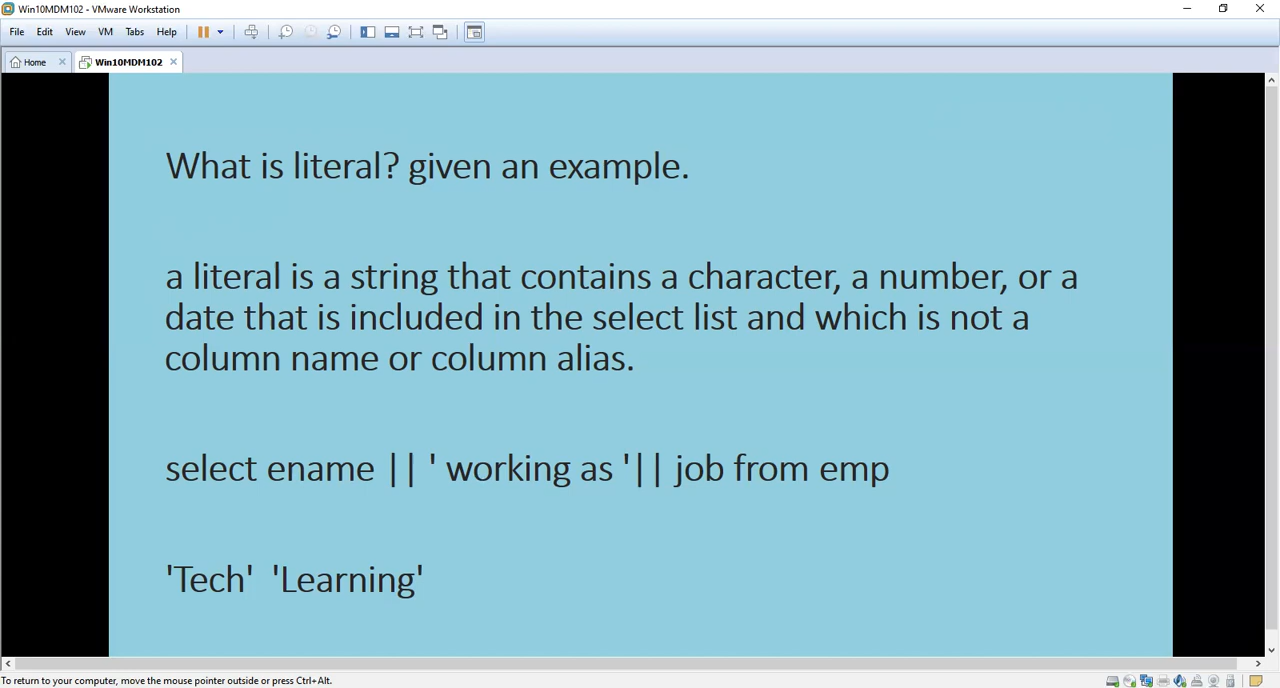 Win10MDM102 - VMware Workstation
File Edit View VM Tabs Help
Home Win10MDM102
What is literal? given an example.
a literal is a string that contains a character, a number, or a
date that is included in the select list and which is not a
column name or column alias.
select ename || ' working as '|| job from emp
'Tech'  'Learning'
To return to your computer, move the mouse pointer outside or press Ctrl+Alt.